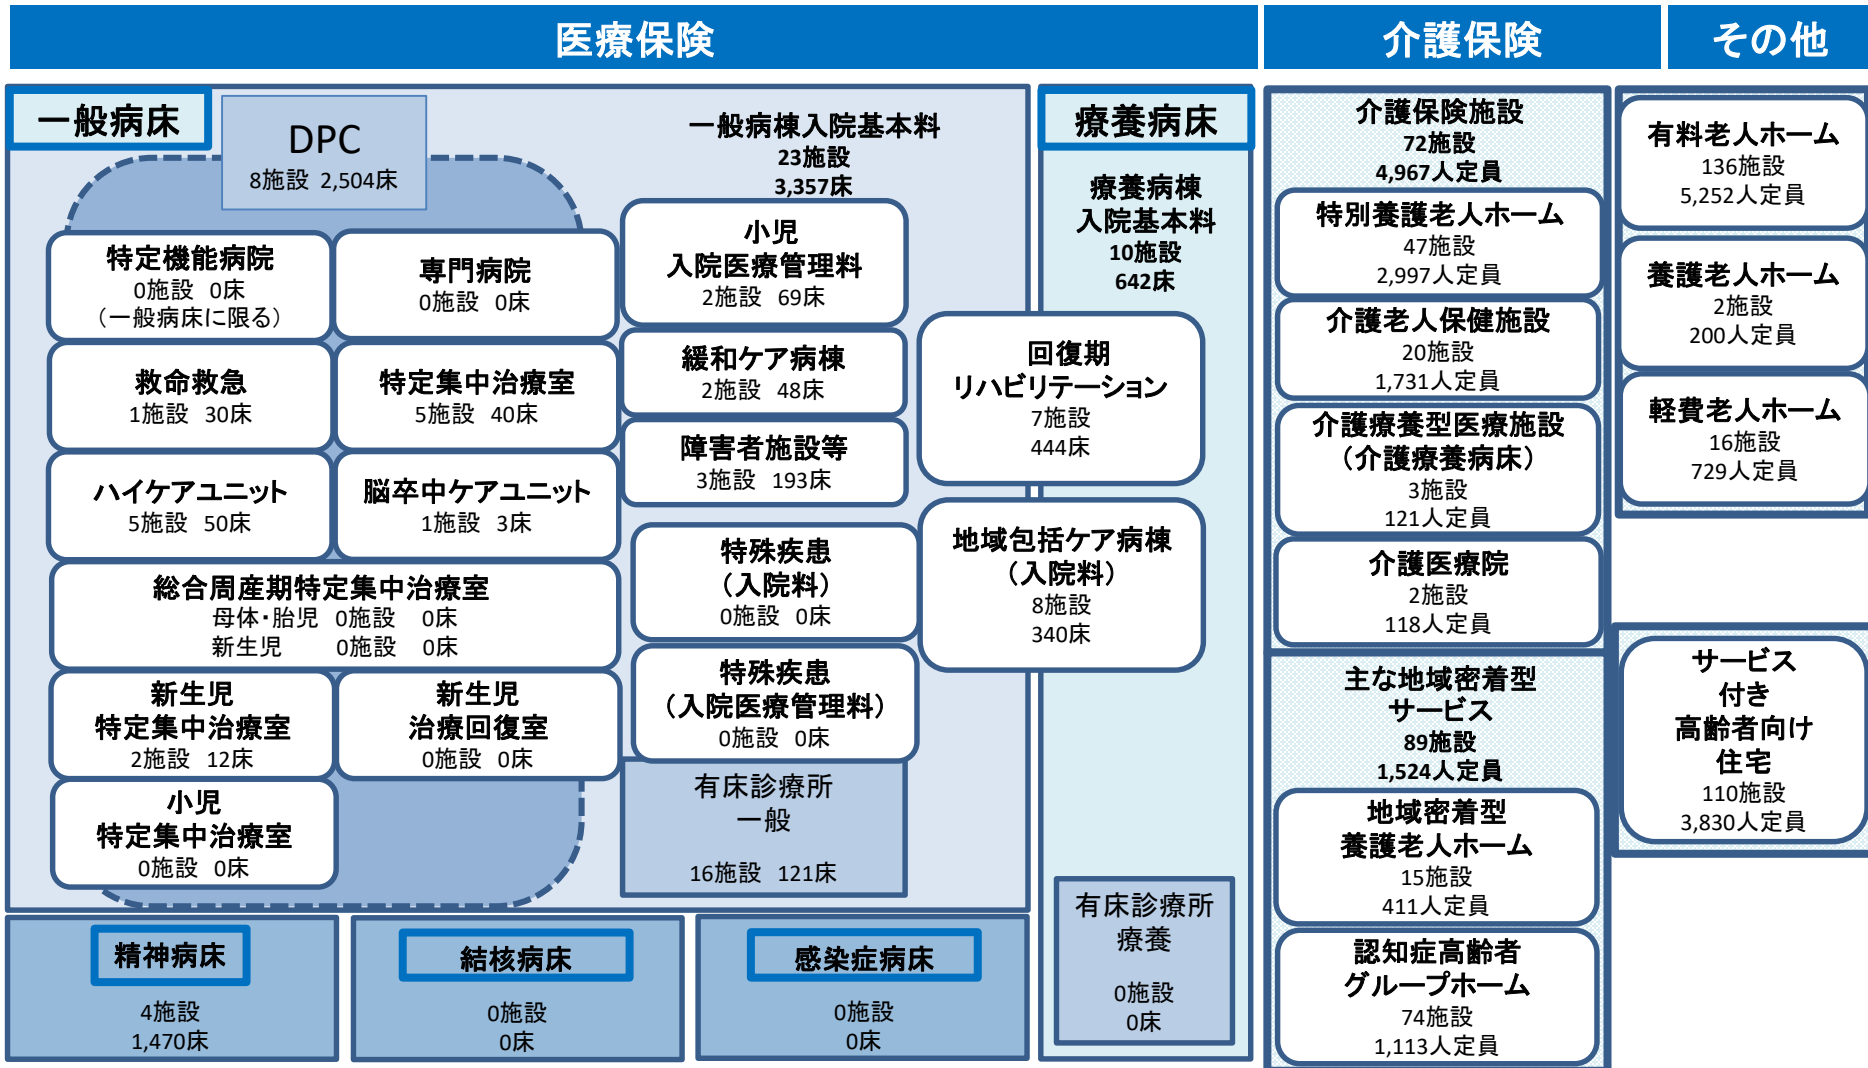 医療保険
介護保険
その他
一般病床
DPC
8施設 2,504床
一般病棟入院基本料
23施設
3,357床
特定機能病院
0施設 0床
（一般病床に限る）
専門病院
0施設 0床
救命救急
1施設 30床
特定集中治療室
5施設 40床
ハイケアユニット
5施設 50床
脳卒中ケアユニット
1施設 3床
総合周産期特定集中治療室
母体・胎児 0施設 0床
新生児 0施設 0床
新生児
特定集中治療室
2施設 12床
新生児
治療回復室
0施設 0床
小児
特定集中治療室
0施設 0床
小児
入院医療管理料
2施設 69床
緩和ケア病棟
2施設 48床
障害者施設等
3施設 193床
特殊疾患
（入院料）
0施設 0床
特殊疾患
（入院医療管理料）
0施設 0床
有床診療所
一般
16施設 121床
療養病床
療養病棟
入院基本料
10施設
642床
回復期
リハビリテーション
7施設
444床
地域包括ケア病棟
（入院料）
8施設
340床
有床診療所
療養
0施設
0床
精神病床
4施設
1,470床
結核病床
0施設
0床
感染症病床
0施設
0床
介護保険施設
72施設
4,967人定員
特別養護老人ホーム
47施設
2,997人定員
介護老人保健施設
20施設
1,731人定員
介護療養型医療施設
（介護療養病床）
3施設
121人定員
介護医療院
2施設
118人定員
主な地域密着型
サービス
89施設
1,524人定員
地域密着型
養護老人ホーム
15施設
411人定員
認知症高齢者
グループホーム
74施設
1,113人定員
有料老人ホーム
136施設
5,252人定員
養護老人ホーム
2施設
200人定員
軽費老人ホーム
16施設
729人定員
サービス
付き
高齢者向け
住宅
110施設
3,830人定員